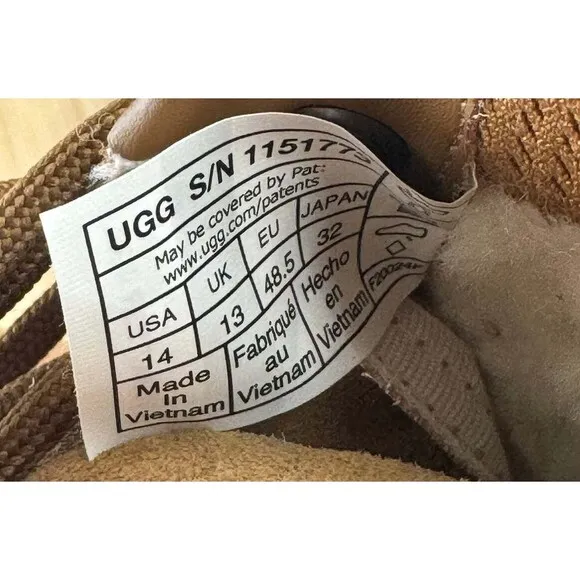 UGG S/N 1151773
May be covered by Pat:
www.ugg.com/patents
USA UK EU JAPAN
14 13 48.5 32
Made In Vietnam
Fabriqué au Vietnam
Hecho en Vietnam